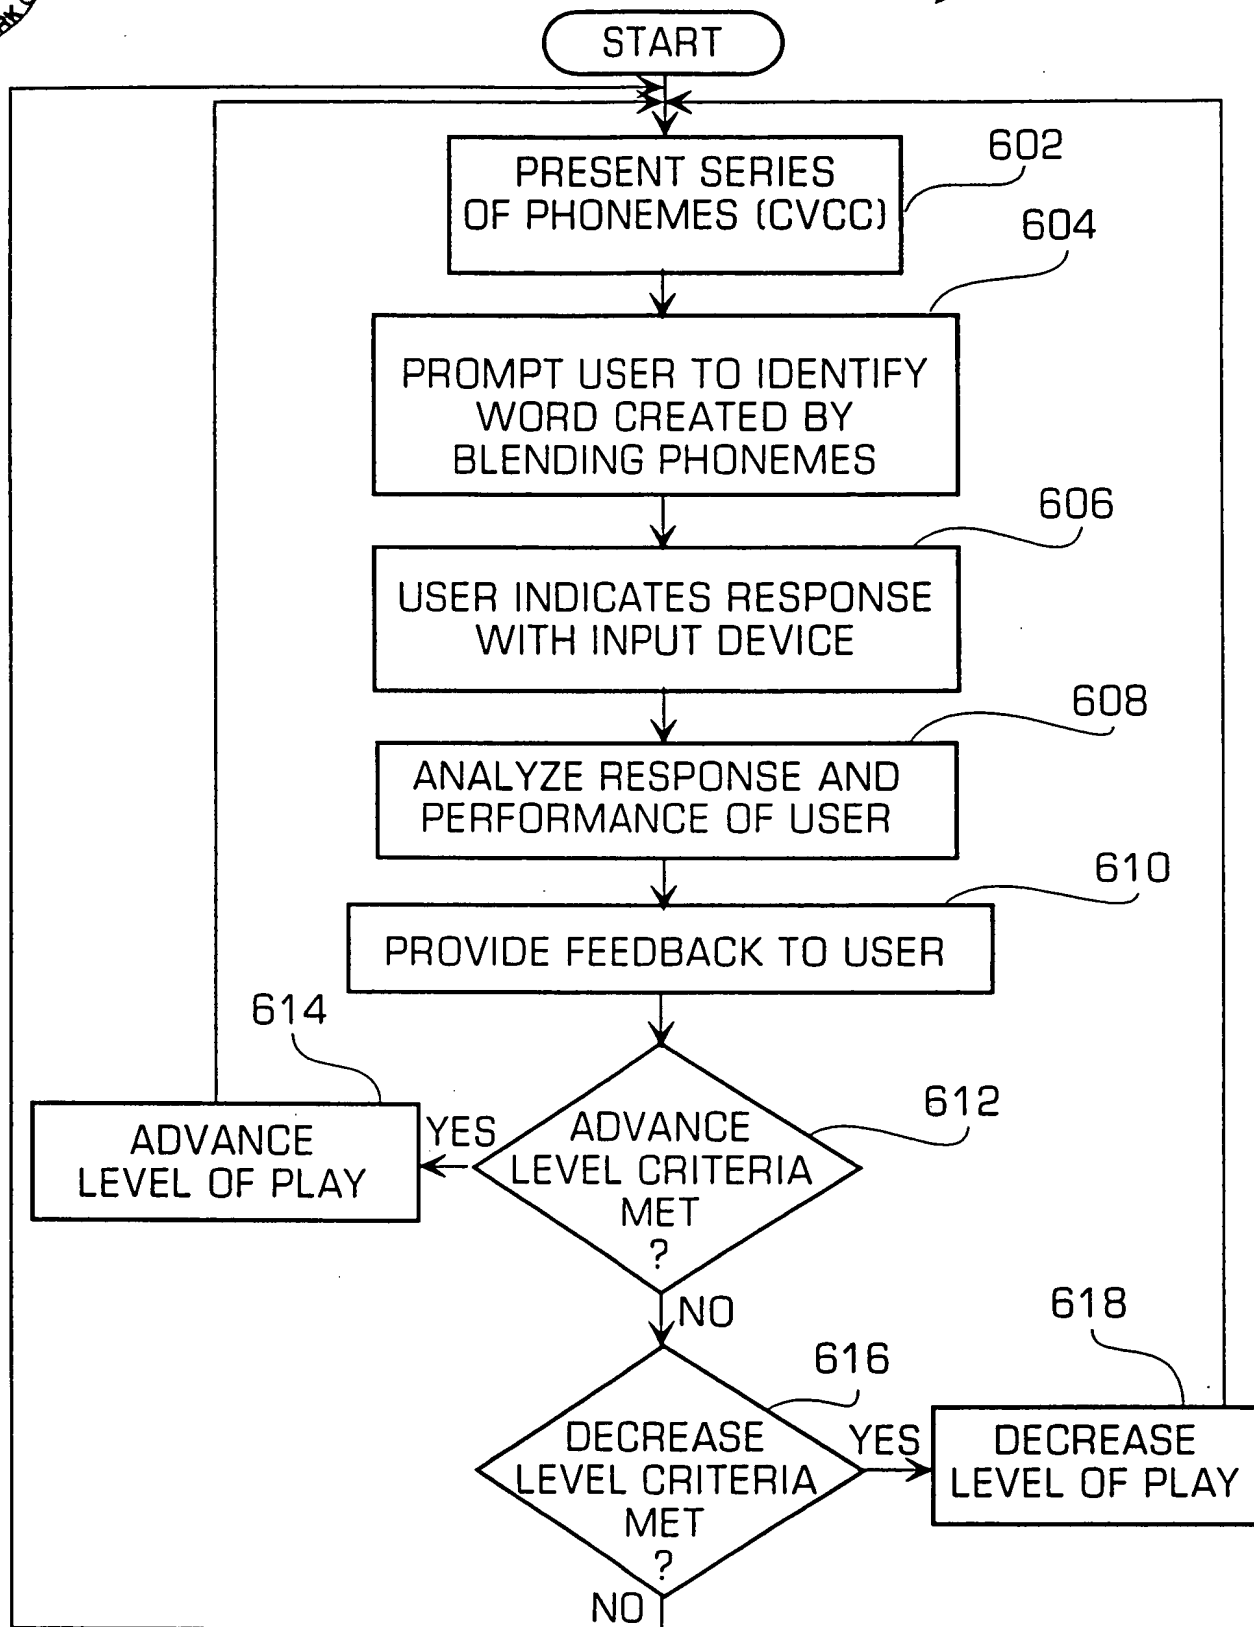 START
602
PRESENT SERIES
OF PHONEMES (CVCC)
604
PROMPT USER TO IDENTIFY
WORD CREATED BY
BLENDING PHONEMES
606
USER INDICATES RESPONSE
WITH INPUT DEVICE
608
ANALYZE RESPONSE AND
PERFORMANCE OF USER
610
PROVIDE FEEDBACK TO USER
614
612
ADVANCE
LEVEL OF PLAY
YES
ADVANCE
LEVEL CRITERIA
MET
?
NO
618
616
DECREASE
LEVEL CRITERIA
MET
?
YES
DECREASE
LEVEL OF PLAY
NO